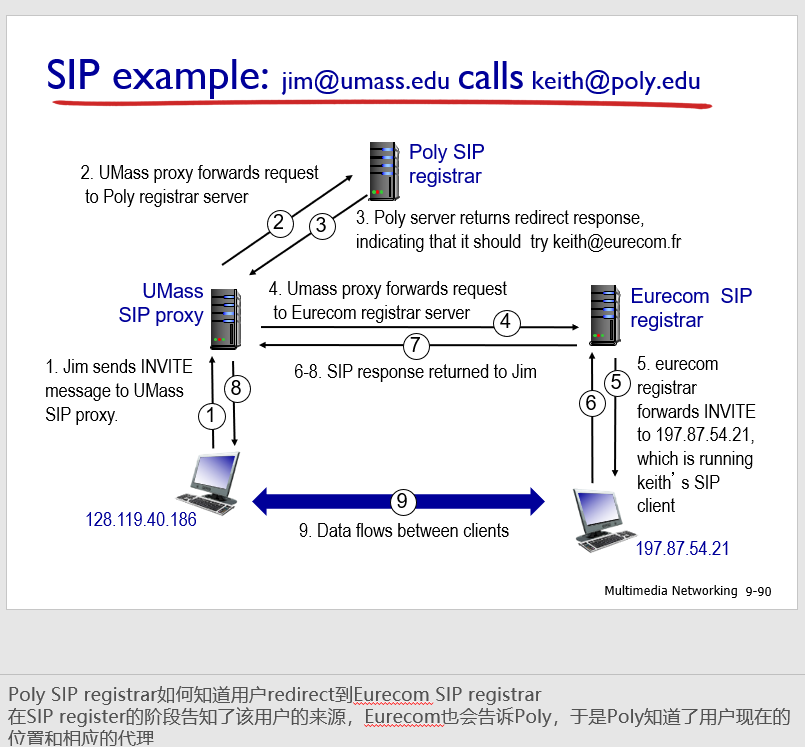 SIP example: jim@umass.edu calls keith@poly.edu
Poly SIP
registrar
2. UMass proxy forwards request
to Poly registrar server
2
3
3. Poly server returns redirect response,
indicating that it should try keith@eurecom.fr
UMass
SIP proxy
4. Umass proxy forwards request
to Eurecom registrar server
4
Eurecom SIP
registrar
7
1. Jim sends INVITE
message to UMass
SIP proxy.
8
1
6-8. SIP response returned to Jim
5. eurecom
registrar
forwards INVITE
to 197.87.54.21,
which is running
keith’ s SIP
client
5
6
9
128.119.40.186
9. Data flows between clients
197.87.54.21
Multimedia Networking 9-90
Poly SIP registrar如何知道用户redirect到Eurecom SIP registrar
在SIP register的阶段告知了该用户的来源，Eurecom也会告诉Poly，于是Poly知道了用户现在的
位置和相应的代理